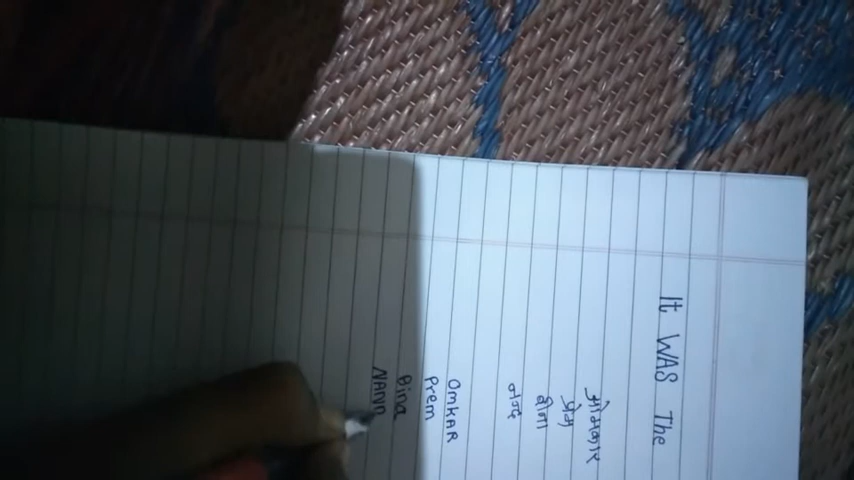 It WAS The
ओमकार
प्रेम
बीना
नन्द
OmKAR
Prem
Bina
NAND